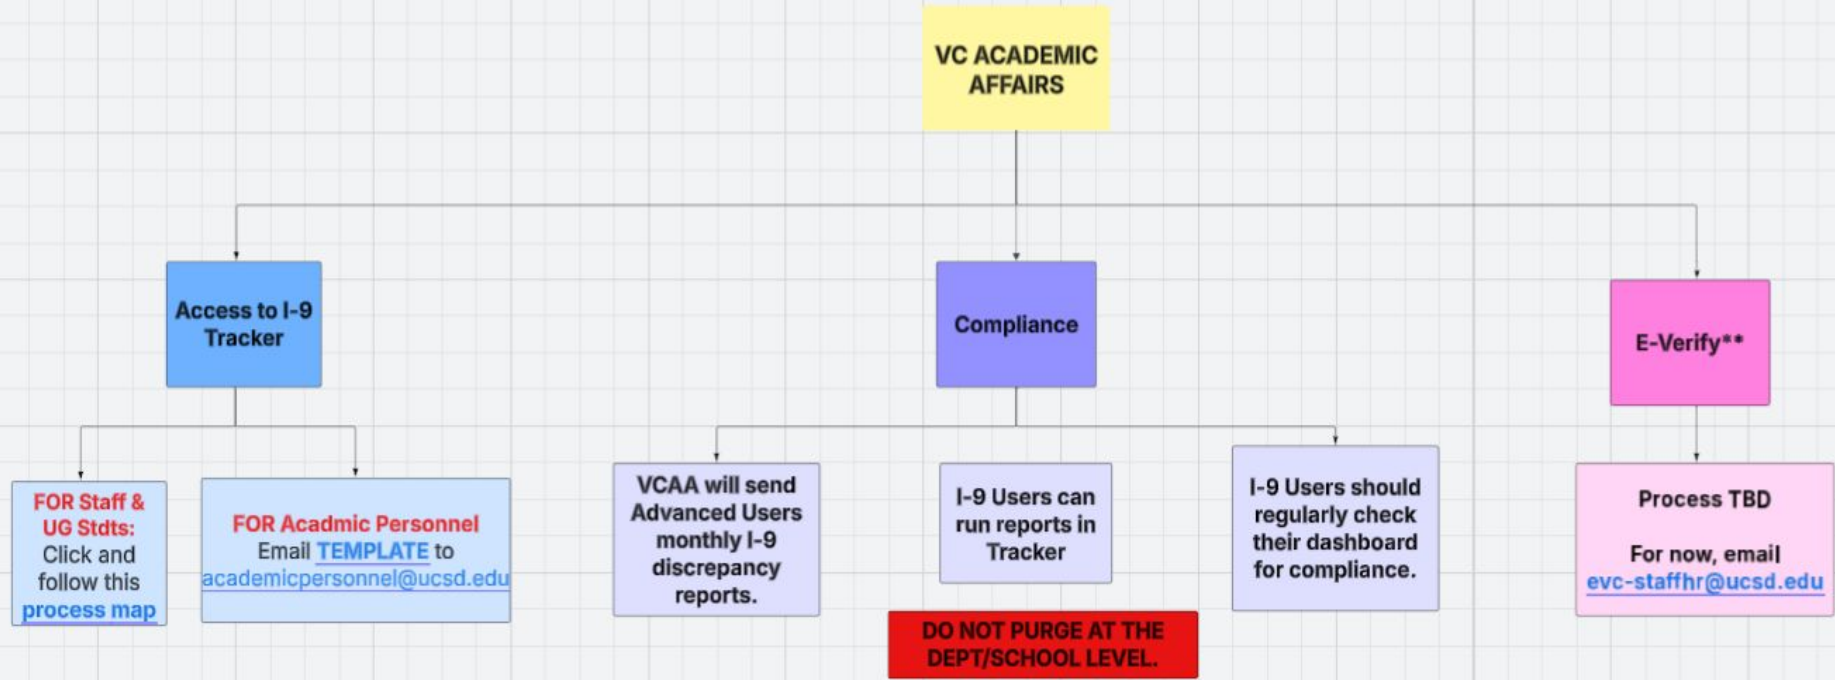 VC ACADEMIC
AFFAIRS
Access to I-9
Tracker
Compliance
E-Verify**
FOR Staff &
UG Stdts:
Click and
follow this
process map
FOR Acadmic Personnel
Email TEMPLATE to
academicpersonnel@ucsd.edu
VCAA will send
Advanced Users
monthly I-9
discrepancy
reports.
I-9 Users can
run reports in
Tracker
I-9 Users should
regularly check
their dashboard
for compliance.
Process TBD
For now, email
evc-staffhr@ucsd.edu
DO NOT PURGE AT THE
DEPT/SCHOOL LEVEL.